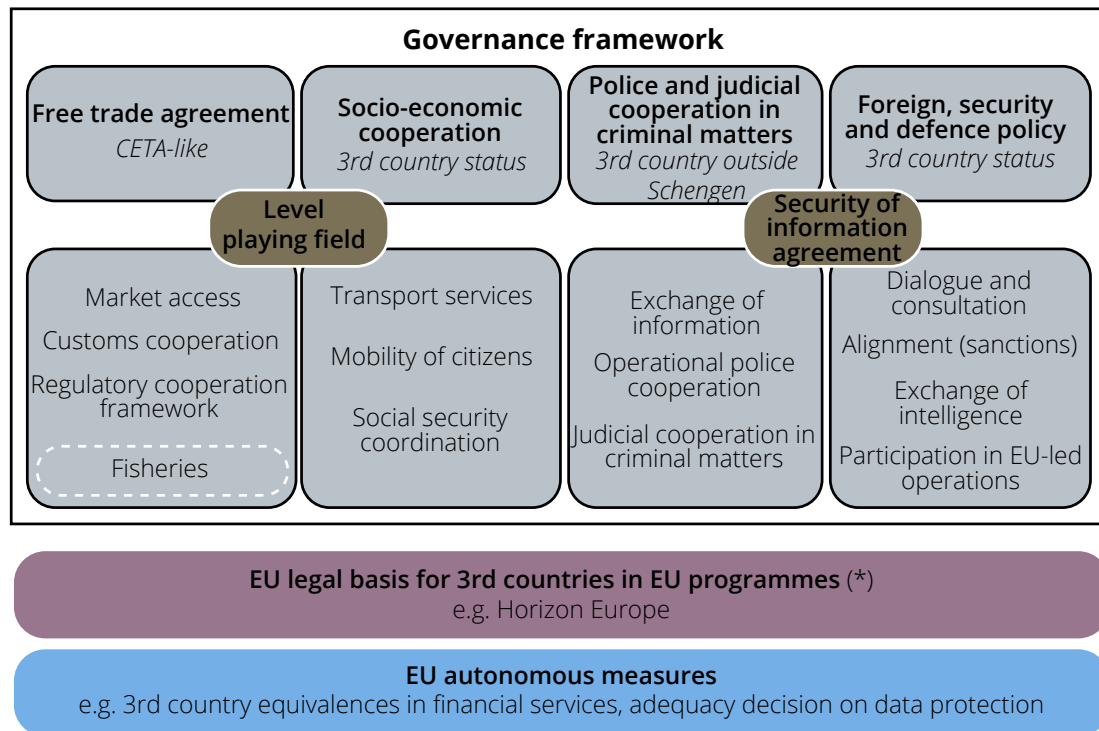 Governance framework
Free trade agreement
CETA-like
Socio-economic
cooperation
3rd country status
Police and judicial
cooperation in
criminal matters
3rd country outside
Schengen
Foreign, security
and defence policy
3rd country status
Level
playing field
Security of
information
agreement
Market access
Customs cooperation
Regulatory cooperation
framework
Fisheries
Transport services
Mobility of citizens
Social security
coordination
Exchange of
information
Operational police
cooperation
Judicial cooperation in
criminal matters
Dialogue and
consultation
Alignment (sanctions)
Exchange of
intelligence
Participation in EU-led
operations
EU legal basis for 3rd countries in EU programmes (*)
e.g. Horizon Europe
EU autonomous measures
e.g. 3rd country equivalences in financial services, adequacy decision on data protection